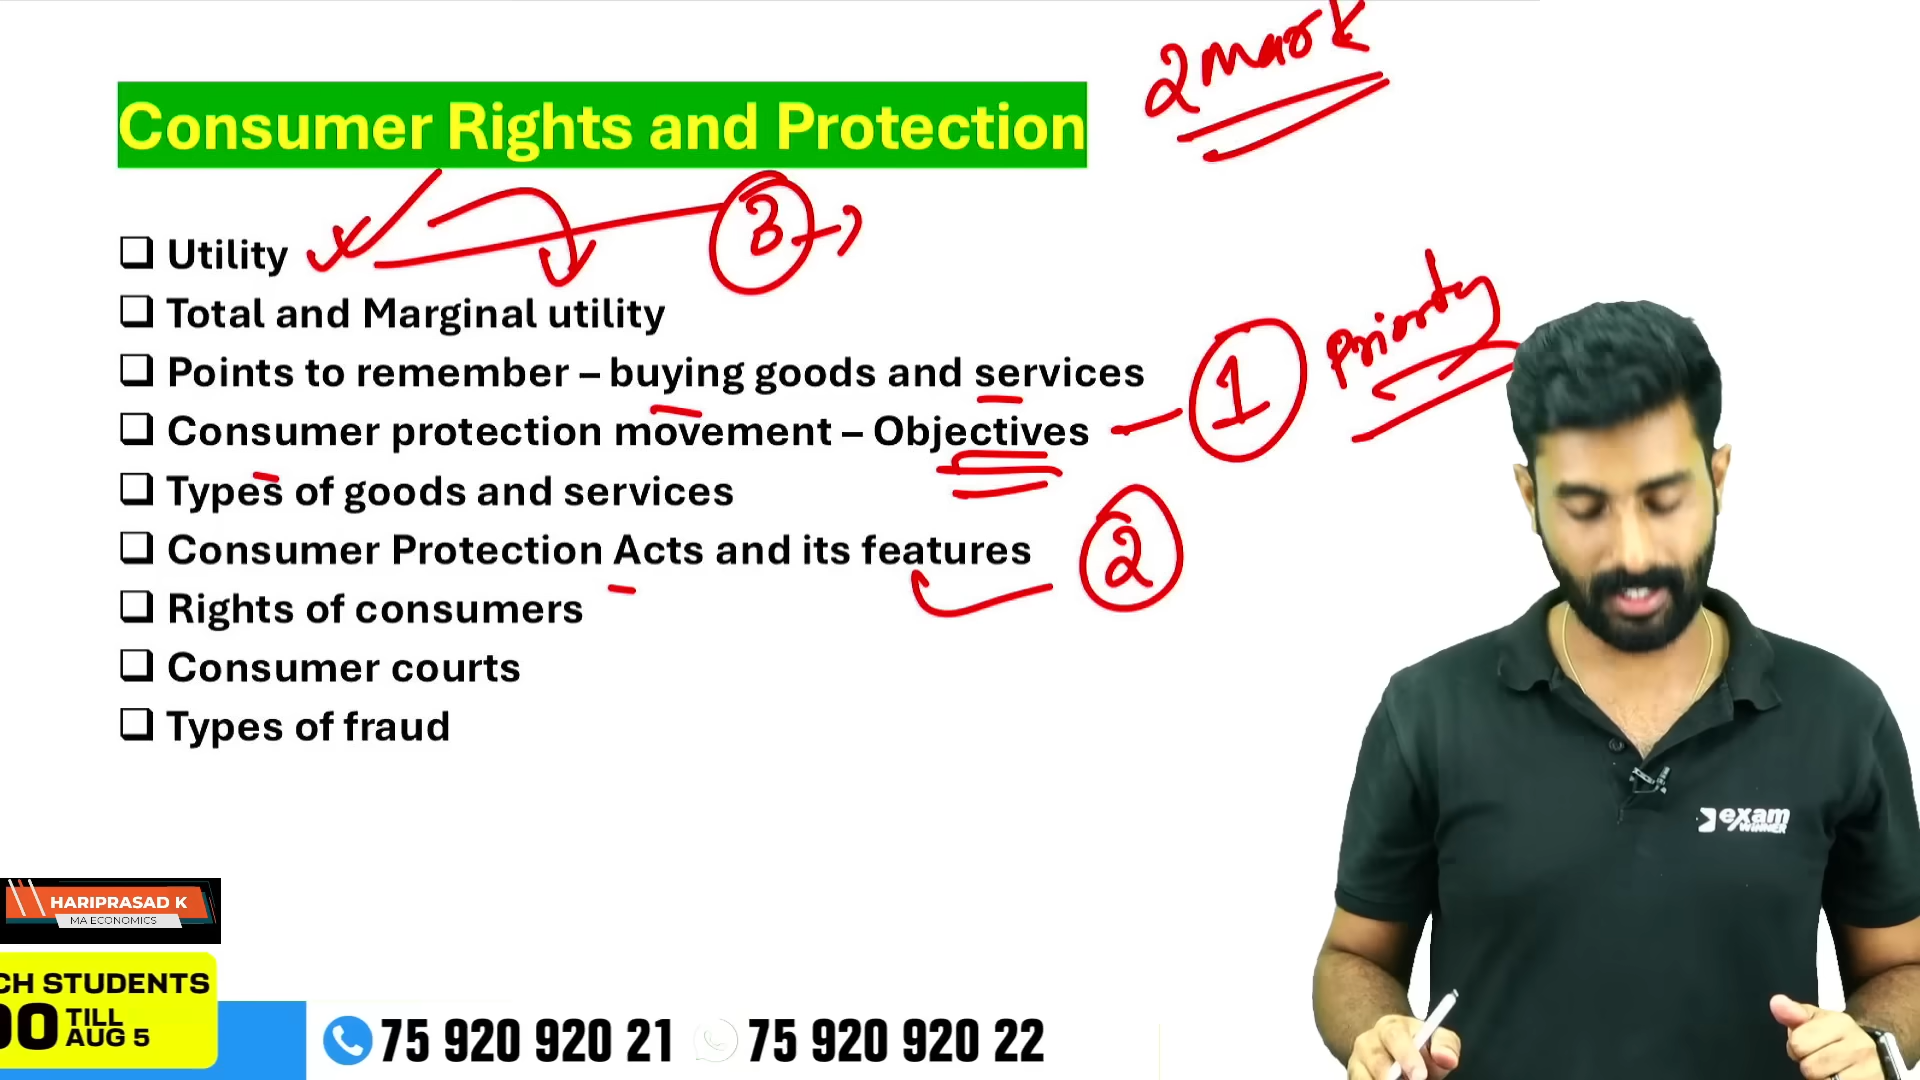 2 Mark
Consumer Rights and Protection
3
❑ Utility
❑ Total and Marginal utility
Priority
❑ Points to remember – buying goods and services
1
❑ Consumer protection movement – Objectives
❑ Types of goods and services
❑ Consumer Protection Acts and its features
2
❑ Rights of consumers
❑ Consumer courts
❑ Types of fraud
exam
WINNER
HARIPRASAD K
MA ECONOMICS
CH STUDENTS
00 TILL
AUG 5
75 920 920 21 75 920 920 22